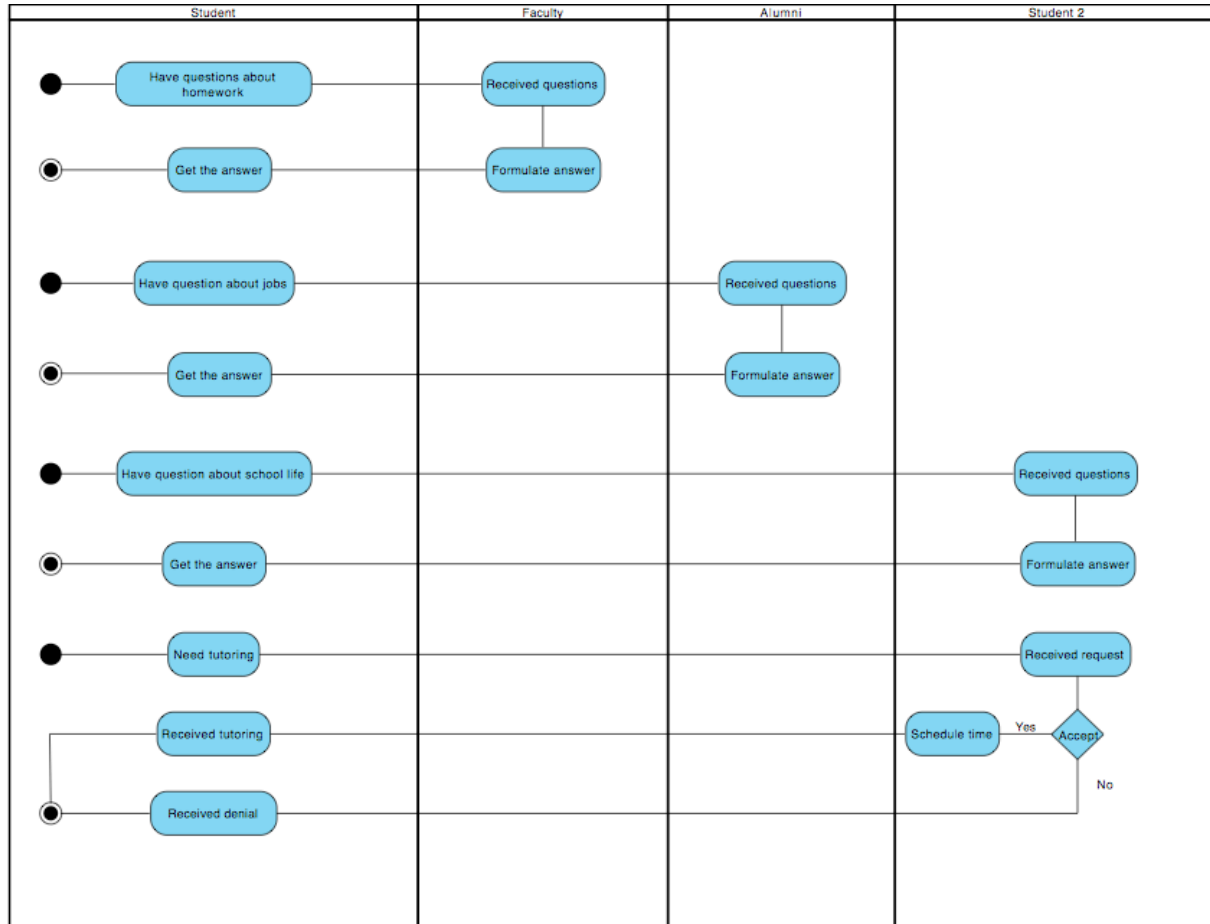 Student
Faculty
Alumni
Student 2
Have questions about
homework
Received questions
Get the answer
Formulate answer
Have question about jobs
Received questions
Get the answer
Formulate answer
Have question about school life
Received questions
Get the answer
Formulate answer
Need tutoring
Received request
Received tutoring
Schedule time
Yes
Accept
No
Received denial